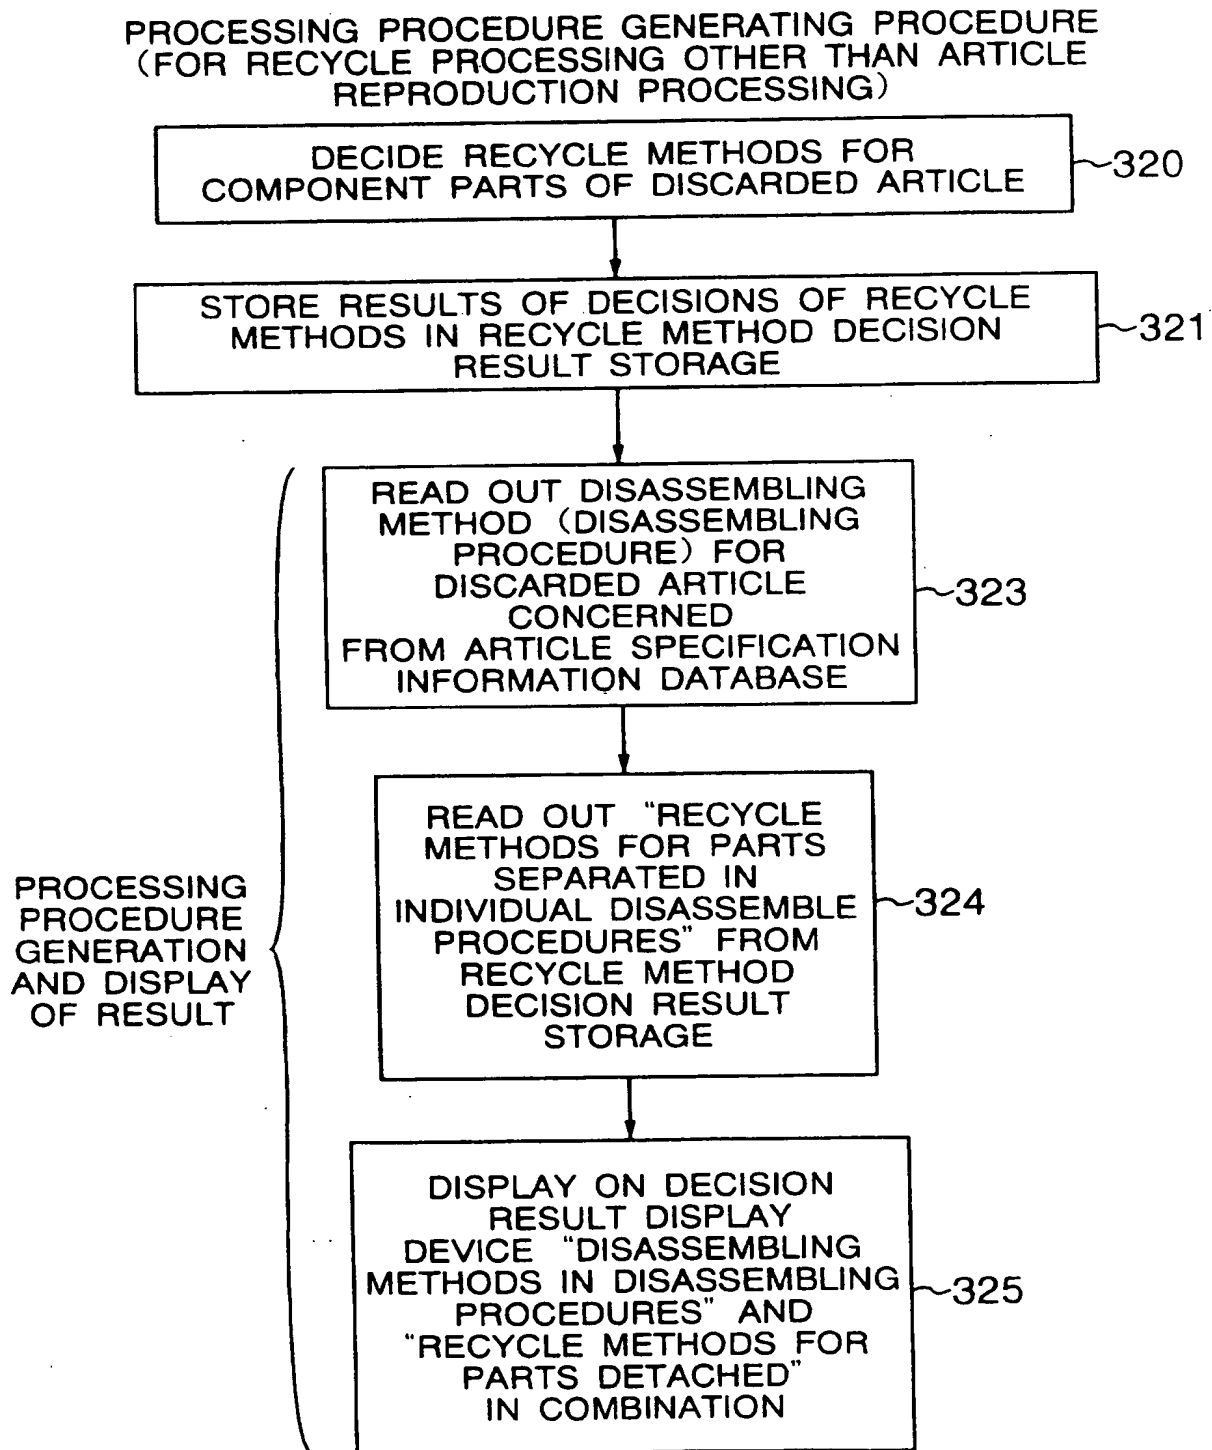 PROCESSING PROCEDURE GENERATING PROCEDURE
(FOR RECYCLE PROCESSING OTHER THAN ARTICLE
REPRODUCTION PROCESSING)
DECIDE RECYCLE METHODS FOR
COMPONENT PARTS OF DISCARDED ARTICLE
320
STORE RESULTS OF DECISIONS OF RECYCLE
METHODS IN RECYCLE METHOD DECISION
RESULT STORAGE
321
READ OUT DISASSEMBLING
METHOD (DISASSEMBLING
PROCEDURE) FOR
DISCARDED ARTICLE
CONCERNED
FROM ARTICLE SPECIFICATION
INFORMATION DATABASE
323
READ OUT "RECYCLE
METHODS FOR PARTS
SEPARATED IN
INDIVIDUAL DISASSEMBLE
PROCEDURES" FROM
RECYCLE METHOD
DECISION RESULT
STORAGE
324
PROCESSING
PROCEDURE
GENERATION
AND DISPLAY
OF RESULT
DISPLAY ON DECISION
RESULT DISPLAY
DEVICE "DISASSEMBLING
METHODS IN DISASSEMBLING
PROCEDURES" AND
"RECYCLE METHODS FOR
PARTS DETACHED"
IN COMBINATION
325